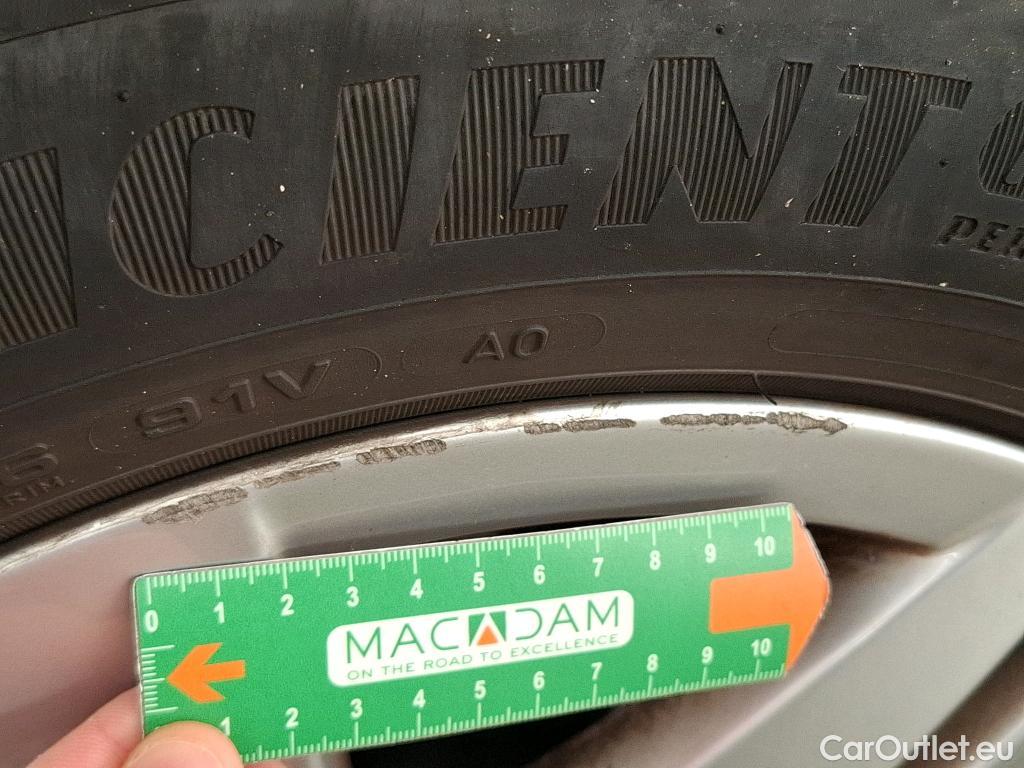 CIENT
PER
91V
AO
RIM.
0 1 2 3 4 5 6 7 8 9 10
MACADAM
ON THE ROAD TO EXCELLENCE
1 2 3 4 5 6 7 8 9 10
CarOutlet.eu